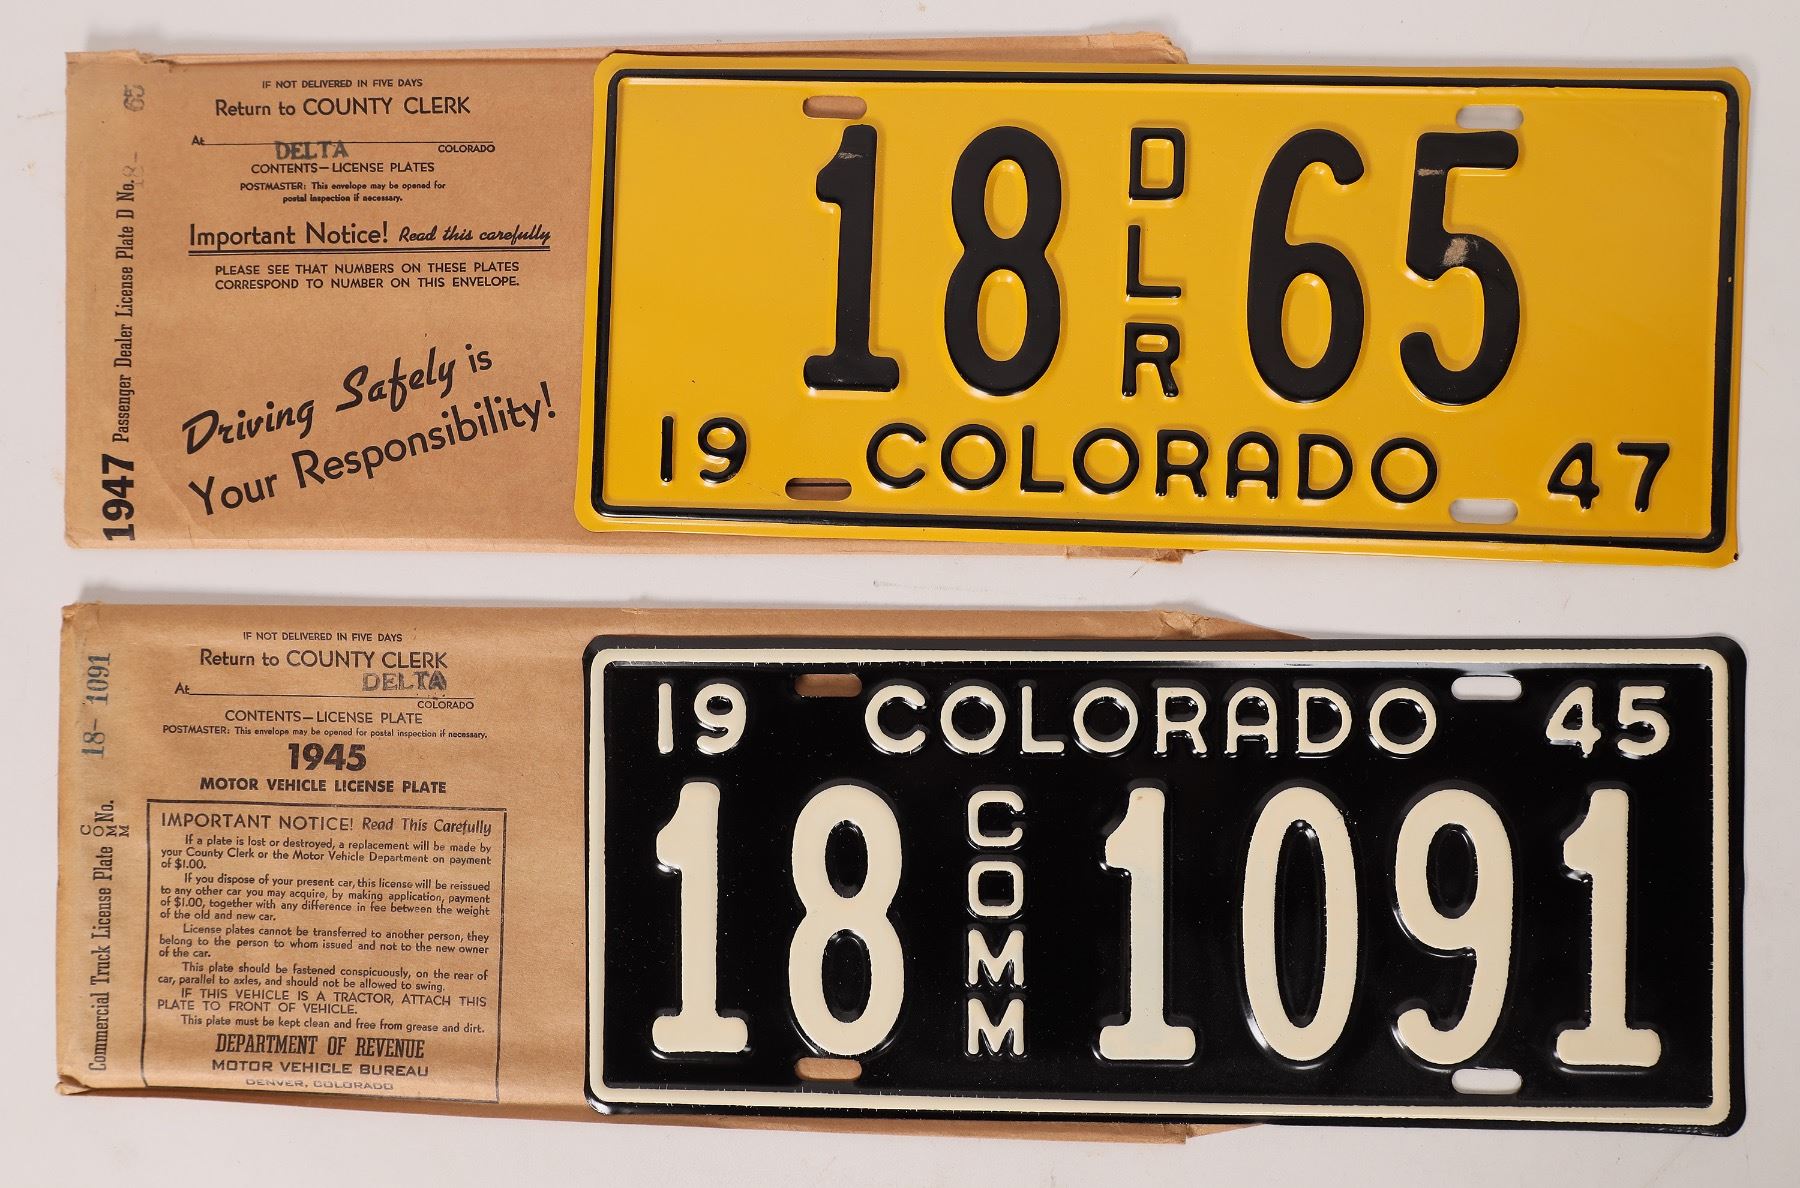 65
18-
1947 Passenger Dealer License Plate D No.
IF NOT DELIVERED IN FIVE DAYS
Return to COUNTY CLERK
At DELTA COLORADO
CONTENTS—LICENSE PLATES
POSTMASTER: This envelope may be opened for
postal inspection if necessary.
Important Notice! Read this carefully
PLEASE SEE THAT NUMBERS ON THESE PLATES
CORRESPOND TO NUMBER ON THIS ENVELOPE.
Driving Safely is
Your Responsibility!
18 DLR 65
19 COLORADO 47
18- 1091
Commercial Truck License Plate COMM No.
IF NOT DELIVERED IN FIVE DAYS
Return to COUNTY CLERK
At DELTA
COLORADO
CONTENTS—LICENSE PLATE
POSTMASTER: This envelope may be opened for postal inspection if necessary.
1945
MOTOR VEHICLE LICENSE PLATE
IMPORTANT NOTICE! Read This Carefully
If a plate is lost or destroyed, a replacement will be made by
your County Clerk or the Motor Vehicle Department on payment
of $1.00.
If you dispose of your present car, this license will be reissued
to any other car you may acquire, by making application, payment
of $1.00, together with any difference in fee between the weight
of the old and new car.
License plates cannot be transferred to another person, they
belong to the person to whom issued and not to the new owner
of the car.
This plate should be fastened conspicuously, on the rear of
car, parallel to axles, and should not be allowed to swing.
IF THIS VEHICLE IS A TRACTOR, ATTACH THIS
PLATE TO FRONT OF VEHICLE.
This plate must be kept clean and free from grease and dirt.
DEPARTMENT OF REVENUE
MOTOR VEHICLE BUREAU
DENVER, COLORADO
19 COLORADO 45
18 COMM 1091